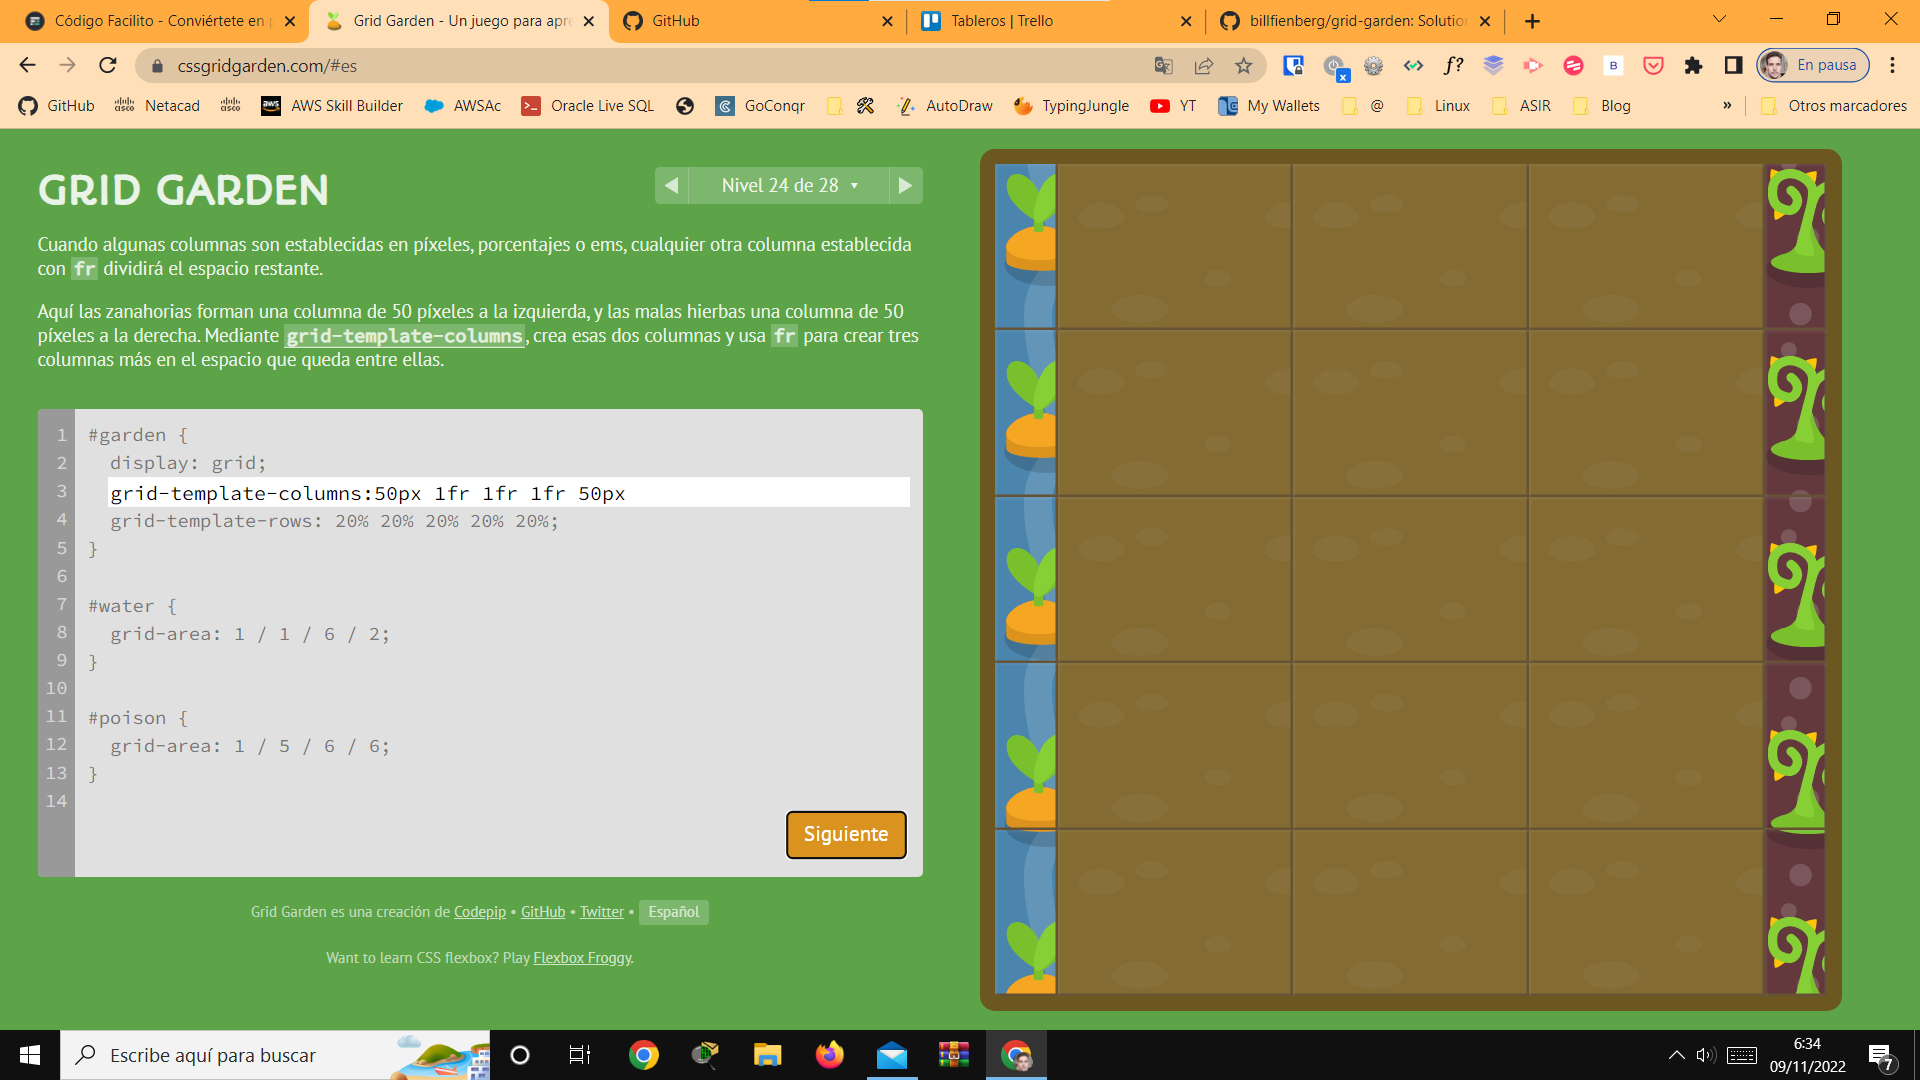 Código Facilito - Conviértete en p
Grid Garden - Un juego para apre
GitHub
Tableros | Trello
billfienberg/grid-garden: Solution
cssgridgarden.com/#es
f?
B
En pausa
GitHub
Netacad
aws
AWS Skill Builder
AWSAc
Oracle Live SQL
GoConqr
AutoDraw
TypingJungle
YT
My Wallets
@
Linux
ASIR
Blog
»
Otros marcadores
GRID GARDEN
Nivel 24 de 28
Cuando algunas columnas son establecidas en píxeles, porcentajes o ems, cualquier otra columna establecida
con fr dividirá el espacio restante.
Aquí las zanahorias forman una columna de 50 píxeles a la izquierda, y las malas hierbas una columna de 50
píxeles a la derecha. Mediante grid-template-columns, crea esas dos columnas y usa fr para crear tres
columnas más en el espacio que queda entre ellas.
1 #garden {
2 display: grid;
3 grid-template-columns:50px 1fr 1fr 1fr 50px
4 grid-template-rows: 20% 20% 20% 20% 20%;
5 }
6
7 #water {
8 grid-area: 1 / 1 / 6 / 2;
9 }
10
11 #poison {
12 grid-area: 1 / 5 / 6 / 6;
13 }
14
Siguiente
Grid Garden es una creación de Codepip • GitHub • Twitter • Español
Want to learn CSS flexbox? Play Flexbox Froggy.
Escribe aquí para buscar
6:34
09/11/2022
7